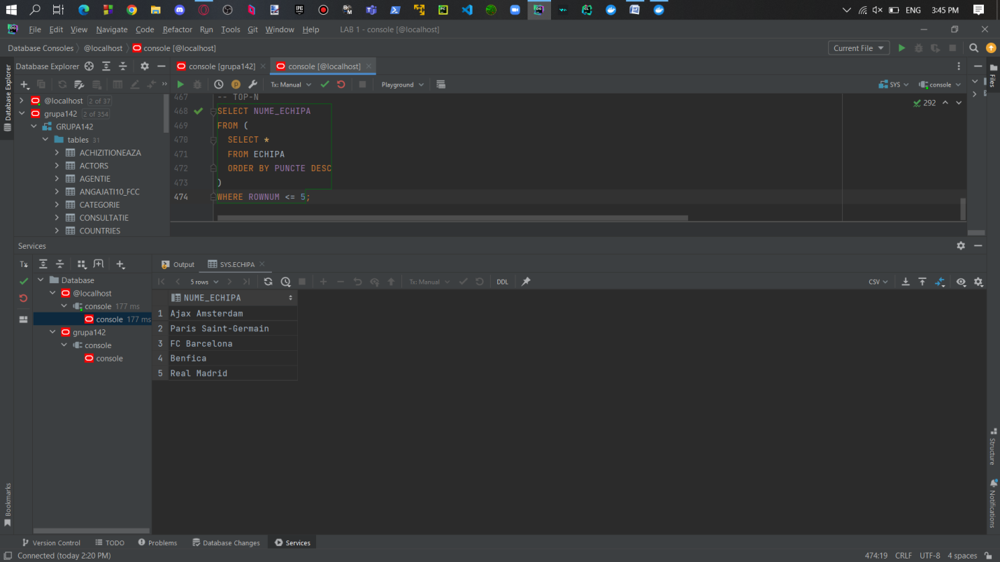 ENG
3:45 PM
File Edit View Navigate Code Refactor Run Tools Git Window Help LAB 1 - console [@localhost]
Database Consoles @localhost console [@localhost]
Current File
Database Explorer
console [grupa142]
console [@localhost]
Tx: Manual
Playground
SYS
console
@localhost 2 of 37
grupa142 2 of 354
GRUPA142
tables 31
ACHIZITIONEAZA
ACTORS
AGENTIE
ANGAJATI10_FCC
CATEGORIE
CONSULTATIE
COUNTRIES
467 -- TOP-N
468 SELECT NUME_ECHIPA
469 FROM (
470 SELECT *
471 FROM ECHIPA
472 ORDER BY PUNCTE DESC
473 )
474 WHERE ROWNUM <= 5;
292
Database Explorer
Files
Services
Tx
Database
@localhost
console 177 ms
console 177 ms
grupa142
console
console
Output
SYS.ECHIPA
5 rows
Tx: Manual
DDL
CSV
NUME_ECHIPA
1 Ajax Amsterdam
2 Paris Saint-Germain
3 FC Barcelona
4 Benfica
5 Real Madrid
Structure
Notifications
Bookmarks
Version Control TODO Problems Database Changes Services
Connected (today 2:20 PM)
474:19 CRLF UTF-8 4 spaces